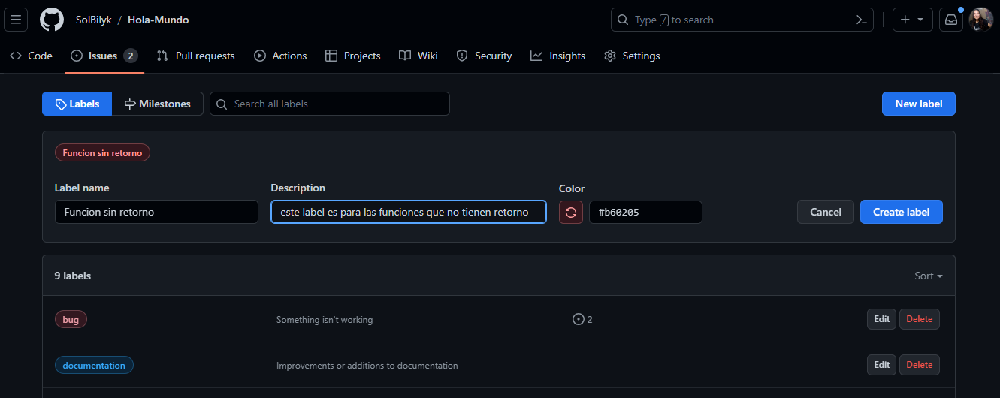 SolBilyk / Hola-Mundo
Type / to search
Code
Issues 2
Pull requests
Actions
Projects
Wiki
Security
Insights
Settings
Labels
Milestones
Search all labels
New label
Funcion sin retorno
Label name
Description
Color
Funcion sin retorno
este label es para las funciones que no tienen retorno
#b60205
Cancel
Create label
9 labels
Sort
bug
Something isn't working
2
Edit
Delete
documentation
Improvements or additions to documentation
Edit
Delete